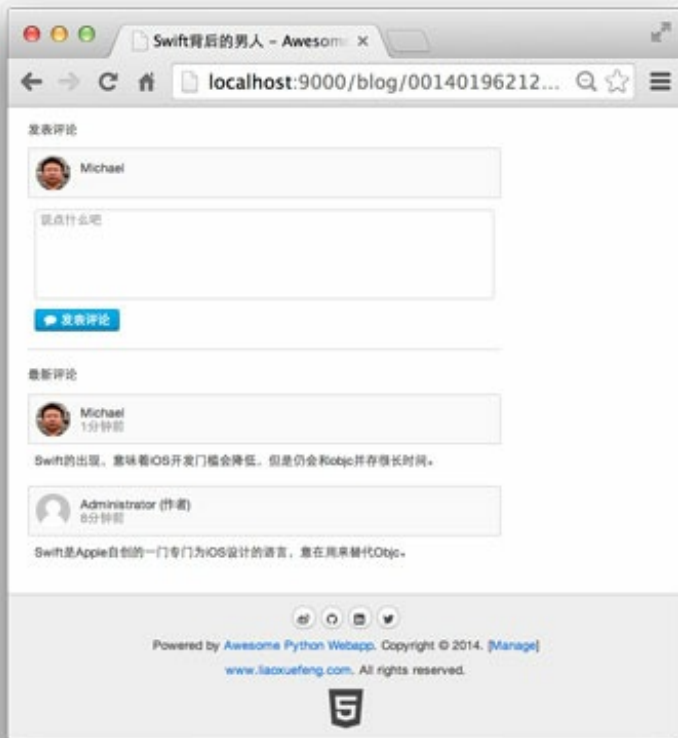 Swift背后的男人 - Awesom
localhost:9000/blog/00140196212...
发表评论
Michael
说点什么吧
发表评论
最新评论
Michael
1分钟前
Swift的出现，意味着iOS开发门槛会降低，但是仍会和objc并存很长时间。
Administrator (作者)
8分钟前
Swift是Apple自创的一门专门为iOS设计的语言，意在用来替代Objc。
Powered by Awesome Python Webapp. Copyright © 2014. [Manage]
www.liaoxuefeng.com. All rights reserved.